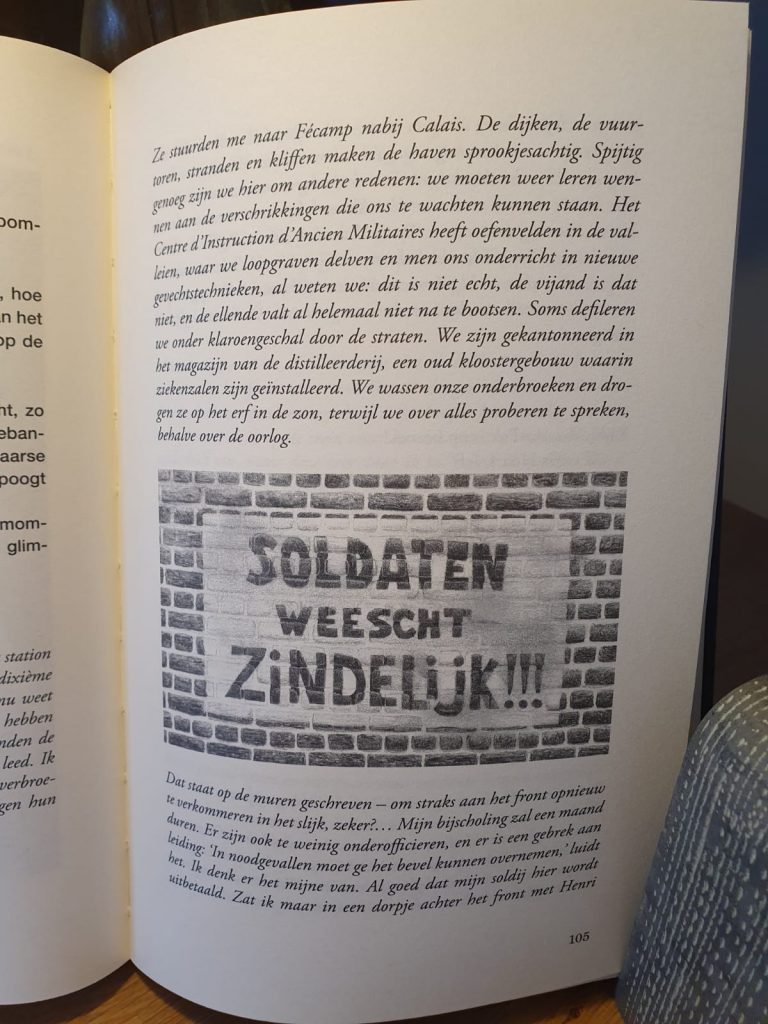 oom-
, hoe
an het
op de
ht, zo
eban-
aarse
poogt
mom-
glim-
station
dixième
nu weet
hebben
nden de
leed. Ik
verbroe-
gen hun
Ze stuurden me naar Fécamp nabij Calais. De dijken, de vuur-
toren, stranden en kliffen maken de haven sprookjesachtig. Spijtig
genoeg zijn we hier om andere redenen: we moeten weer leren wen-
nen aan de verschrikkingen die ons te wachten kunnen staan. Het
Centre d'Instruction d'Ancien Militaires heeft oefenvelden in de val-
leien, waar we loopgraven delven en men ons onderricht in nieuwe
gevechtstechnieken, al weten we: dit is niet echt, de vijand is dat
niet, en de ellende valt al helemaal niet na te bootsen. Soms defileren
we onder klaroengeschal door de straten. We zijn gekantonneerd in
het magazijn van de distilleerderij, een oud kloostergebouw waarin
ziekenzalen zijn geïnstalleerd. We wassen onze onderbroeken en dro-
gen ze op het erf in de zon, terwijl we over alles proberen te spreken,
behalve over de oorlog.
SOLDATEN
WEESCHT
ZiNDELijK!!!
Dat staat op de muren geschreven – om straks aan het front opnieuw
te verkommeren in het slijk, zeker?… Mijn bijscholing zal een maand
duren. Er zijn ook te weinig onderofficieren, en er is een gebrek aan
leiding: 'In noodgevallen moet ge het bevel kunnen overnemen,' luidt
het. Ik denk er het mijne van. Al goed dat mijn soldij hier wordt
uitbetaald. Zat ik maar in een dorpje achter het front met Henri
105